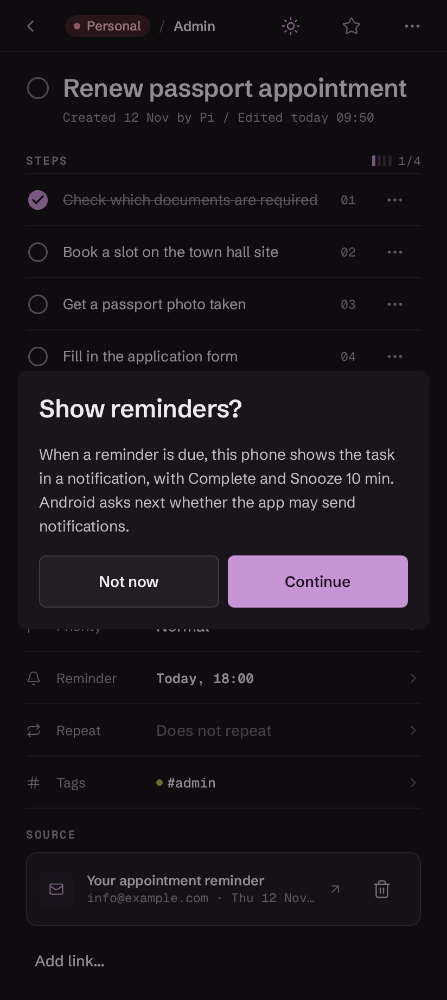 Personal / Admin
Renew passport appointment
Created 12 Nov by Pi / Edited today 09:50
STEPS 1/4
Check which documents are required 01
Book a slot on the town hall site 02
Get a passport photo taken 03
Fill in the application form 04
Show reminders?
When a reminder is due, this phone shows the task
in a notification, with Complete and Snooze 10 min.
Android asks next whether the app may send
notifications.
Not now Continue
Priority Normal
Reminder Today, 18:00
Repeat Does not repeat
Tags #admin
SOURCE
Your appointment reminder
info@example.com · Thu 12 Nov…
Add link…